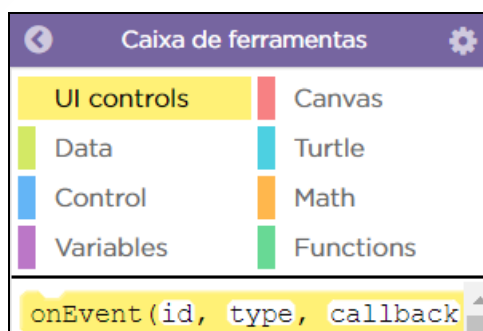 Caixa de ferramentas
UI controls
Canvas
Data
Turtle
Control
Math
Variables
Functions
onEvent(id, type, callback